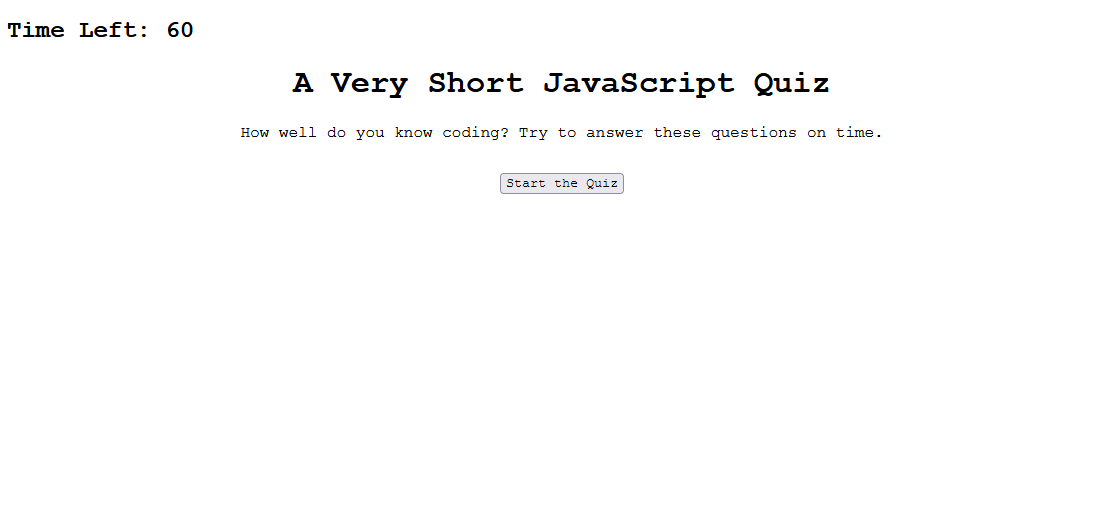 Time Left: 60
A Very Short JavaScript Quiz
How well do you know coding? Try to answer these questions on time.
Start the Quiz